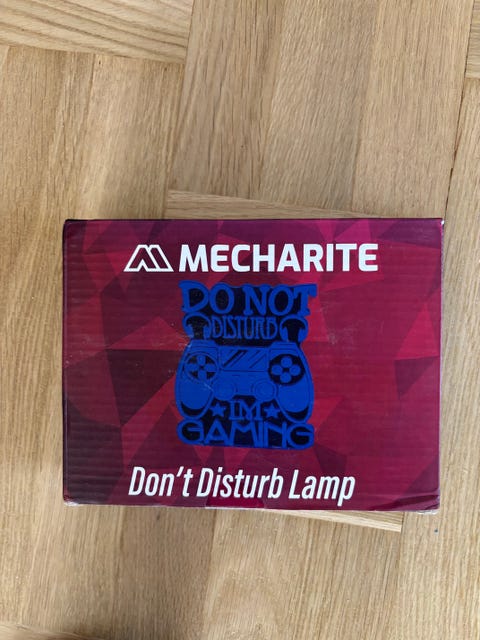 MECHARITE
DO NOT
DISTURB
I'M
GAMING
Don't Disturb Lamp